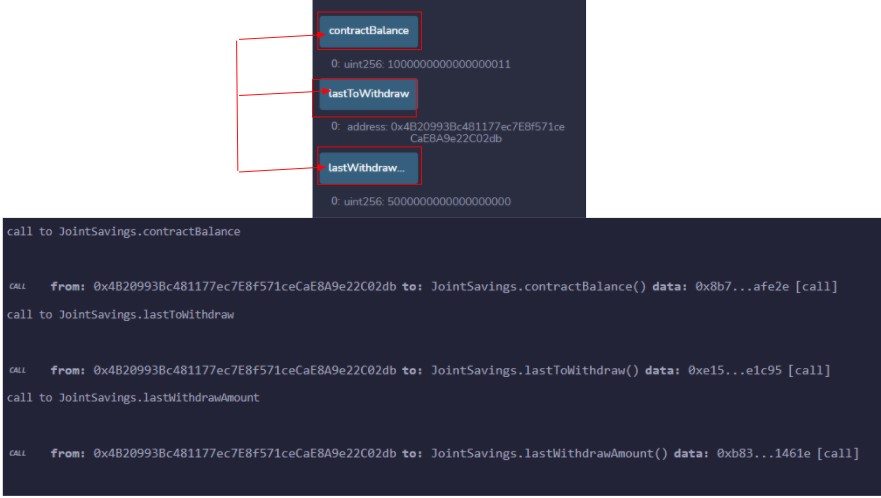 contractBalance
0: uint256: 1000000000000000011
lastToWithdraw
0: address: 0x4B20993Bc481177ec7E8f571ce
CaE8A9e22C02db
lastWithdraw...
0: uint256: 5000000000000000000
call to JointSavings.contractBalance
CALL from: 0x4B20993Bc481177ec7E8f571ceCaE8A9e22C02db to: JointSavings.contractBalance() data: 0x8b7...afe2e [call]
call to JointSavings.lastToWithdraw
CALL from: 0x4B20993Bc481177ec7E8f571ceCaE8A9e22C02db to: JointSavings.lastToWithdraw() data: 0xe15...e1c95 [call]
call to JointSavings.lastWithdrawAmount
CALL from: 0x4B20993Bc481177ec7E8f571ceCaE8A9e22C02db to: JointSavings.lastWithdrawAmount() data: 0xb83...1461e [call]